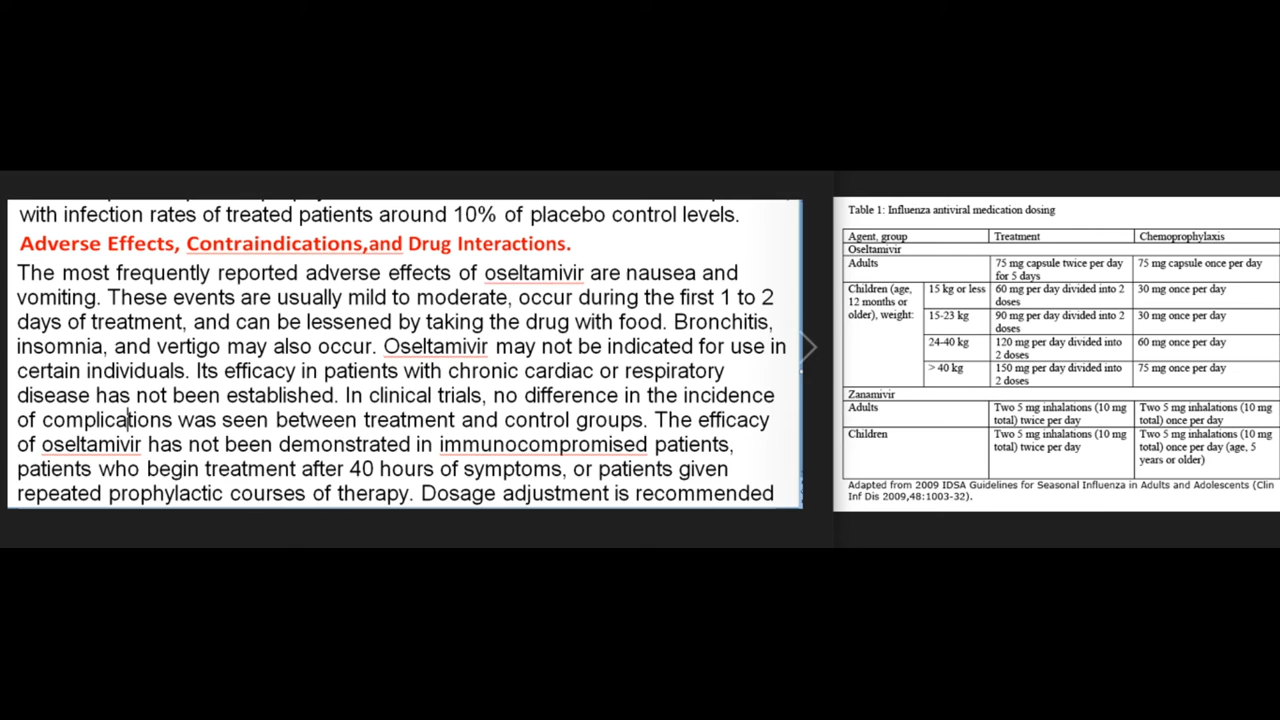 with infection rates of treated patients around 10% of placebo control levels.
Adverse Effects, Contraindications,and Drug Interactions.
The most frequently reported adverse effects of oseltamivir are nausea and
vomiting. These events are usually mild to moderate, occur during the first 1 to 2
days of treatment, and can be lessened by taking the drug with food. Bronchitis,
insomnia, and vertigo may also occur. Oseltamivir may not be indicated for use in
certain individuals. Its efficacy in patients with chronic cardiac or respiratory
disease has not been established. In clinical trials, no difference in the incidence
of complications was seen between treatment and control groups. The efficacy
of oseltamivir has not been demonstrated in immunocompromised patients,
patients who begin treatment after 40 hours of symptoms, or patients given
repeated prophylactic courses of therapy. Dosage adjustment is recommended
Table 1: Influenza antiviral medication dosing
Agent, group Treatment Chemoprophylaxis
Oseltamivir
Adults 75 mg capsule twice per day 75 mg capsule once per day
for 5 days
Children (age, 15 kg or less 60 mg per day divided into 2 30 mg once per day
12 months or doses
older), weight: 15-23 kg 90 mg per day divided into 2 30 mg once per day
doses
24-40 kg 120 mg per day divided into 60 mg once per day
2 doses
> 40 kg 150 mg per day divided into 75 mg once per day
2 doses
Zanamivir
Adults Two 5 mg inhalations (10 mg Two 5 mg inhalations (10 mg
total) twice per day total) once per day
Children Two 5 mg inhalations (10 mg Two 5 mg inhalations (10 mg
total) twice per day total) once per day (age, 5
years or older)
Adapted from 2009 IDSA Guidelines for Seasonal Influenza in Adults and Adolescents (Clin
Inf Dis 2009,48:1003-32).